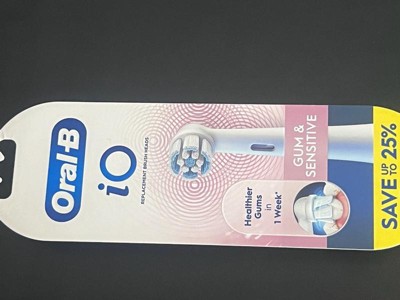 Oral-B
iO
REPLACEMENT BRUSH HEADS
GUM &
SENSITIVE
Healthier
Gums
in
1 Week*
SAVE UP TO 25%